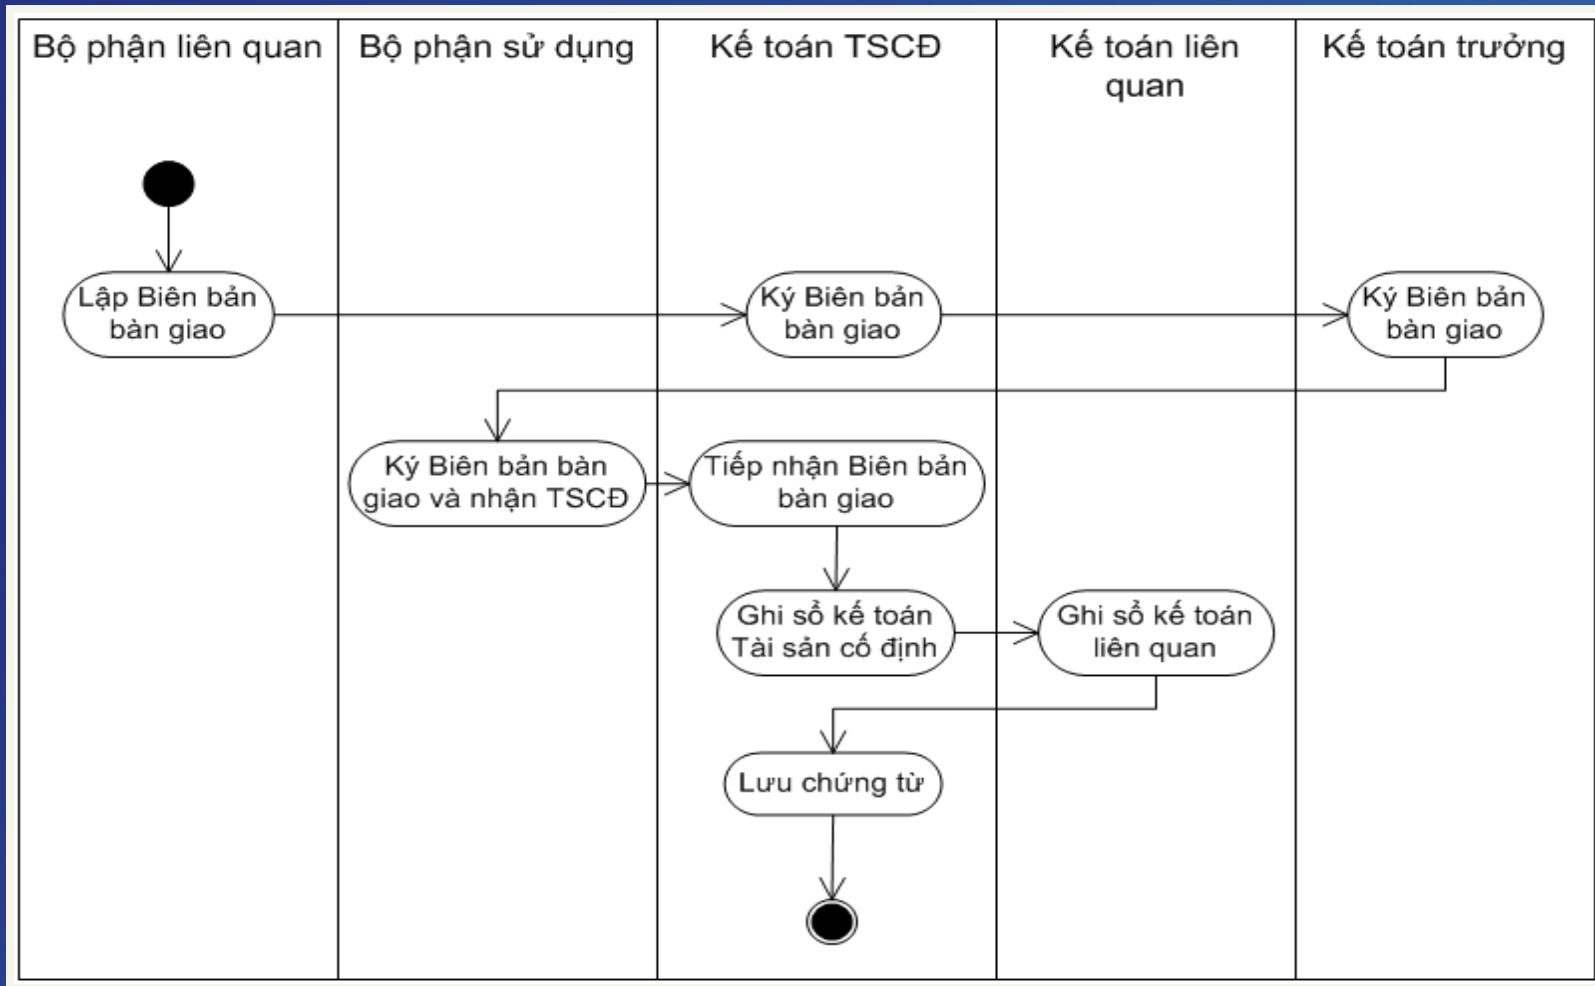 Bộ phận liên quan
Bộ phận sử dụng
Kế toán TSCĐ
Kế toán liên
quan
Kế toán trưởng
Lập Biên bản
bàn giao
Ký Biên bản
bàn giao
Ký Biên bản
bàn giao
Ký Biên bản bàn
giao và nhận TSCĐ
Tiếp nhận Biên bản
bàn giao
Ghi sổ kế toán
Tài sản cố định
Ghi sổ kế toán
liên quan
Lưu chứng từ